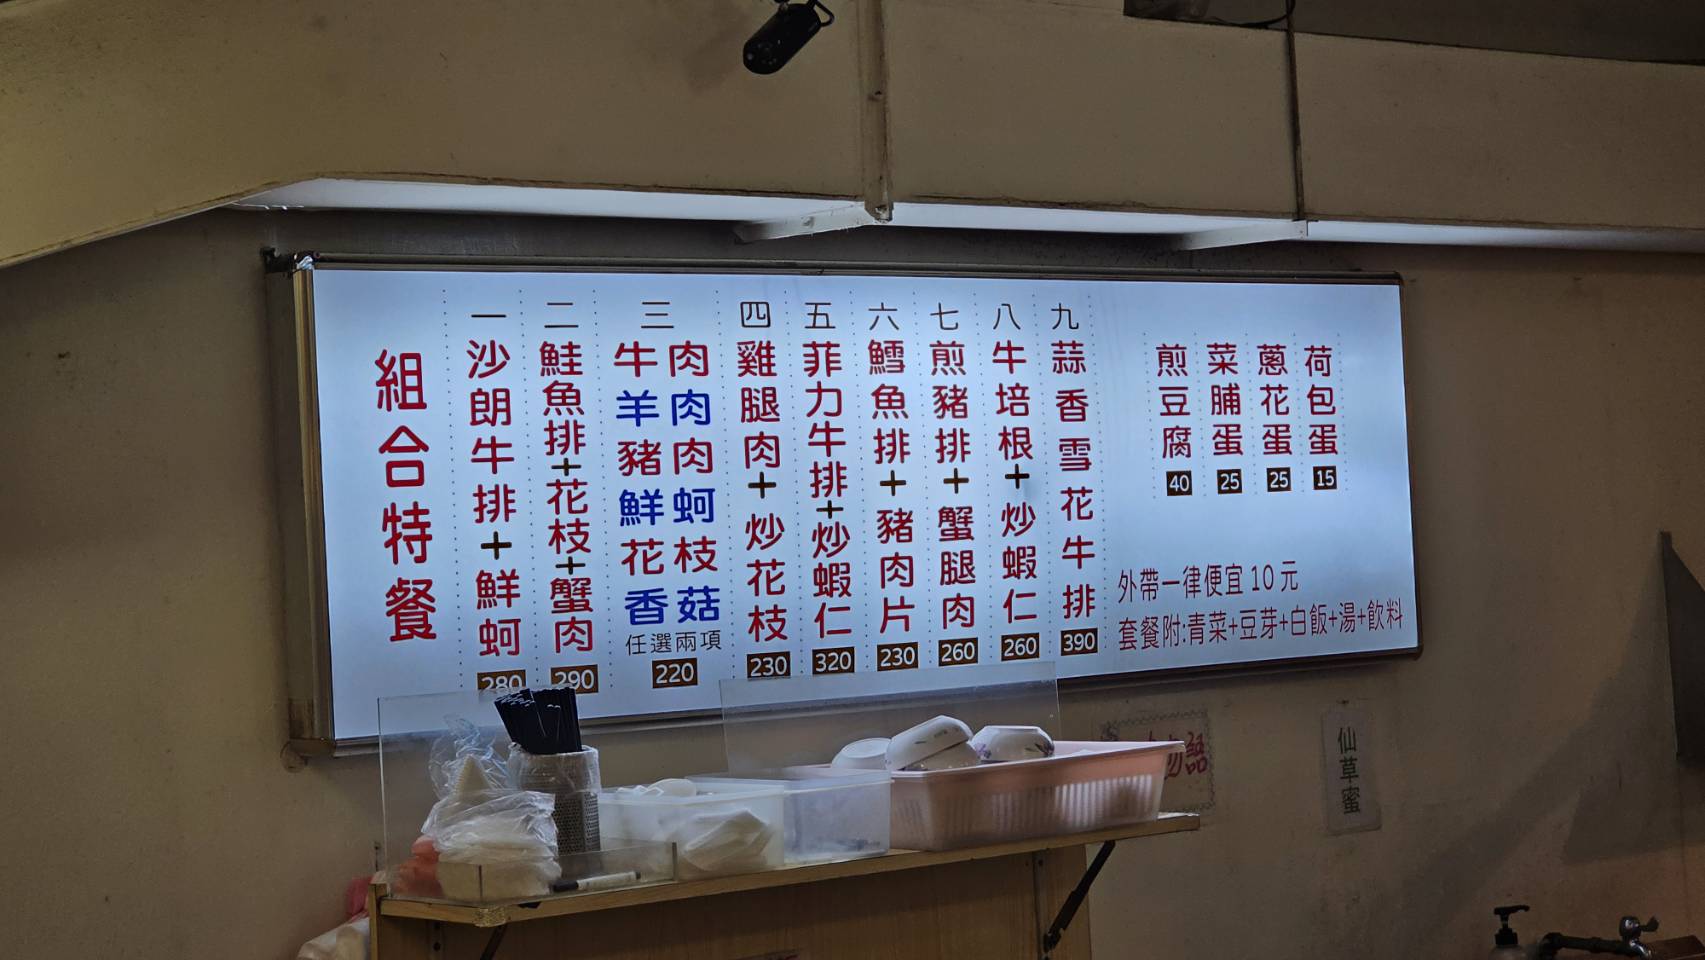 組合特餐
一
沙朗牛排+鮮蚵
280
二
鮭魚排+花枝+蟹肉
290
三
牛肉
羊肉
豬肉
鮮蚵
花枝
香菇
任選兩項
220
四
雞腿肉+炒花枝
230
五
菲力牛排+炒蝦仁
320
六
鱈魚排+豬肉片
230
七
煎豬排+蟹腿肉
260
八
牛培根+炒蝦仁
260
九
蒜香雪花牛排
390
煎豆腐
40
菜脯蛋
25
蔥花蛋
25
荷包蛋
15
外帶一律便宜10元
套餐附:青菜+豆芽+白飯+湯+飲料
語
仙草蜜